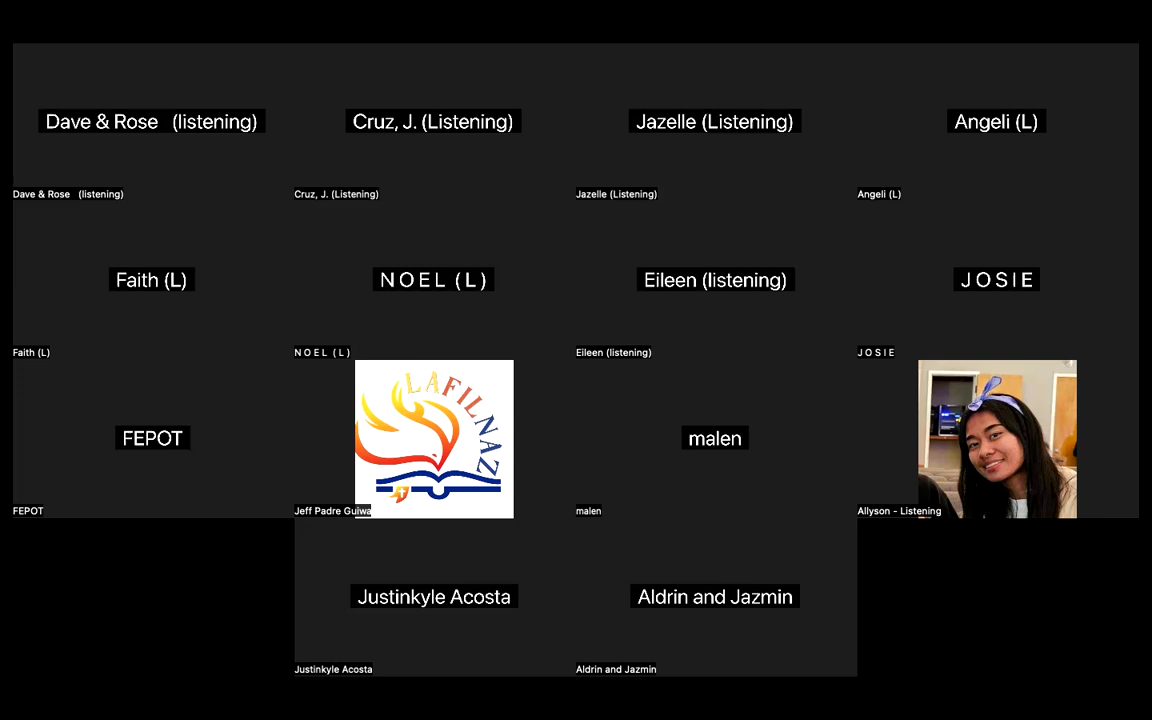 Dave & Rose (listening)
Cruz, J. (Listening)
Jazelle (Listening)
Angeli (L)
Dave & Rose (listening)
Cruz, J. (Listening)
Jazelle (Listening)
Angeli (L)
Faith (L)
N O E L ( L )
Eileen (listening)
J O S I E
Faith (L)
N O E L ( L )
Eileen (listening)
J O S I E
FEPOT
LAFILNAZ
malen
FEPOT
Jeff Padre Guiwa
malen
Allyson - Listening
Justinkyle Acosta
Aldrin and Jazmin
Justinkyle Acosta
Aldrin and Jazmin